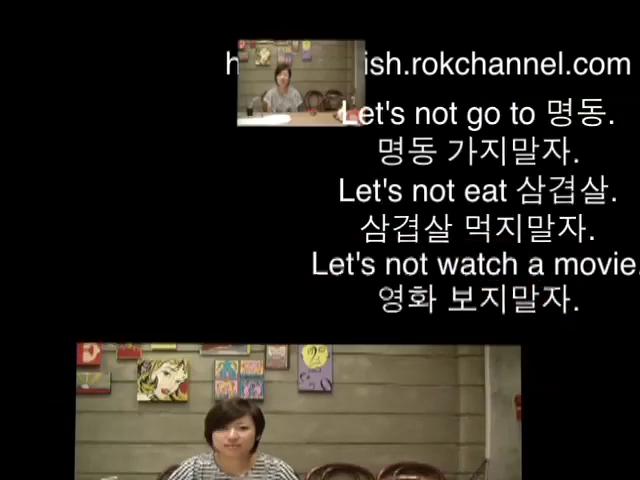 ish.rokchannel.com
Let's not go to 명동.
명동 가지말자.
Let's not eat 삼겹살.
삼겹살 먹지말자.
Let's not watch a movie.
영화 보지말자.